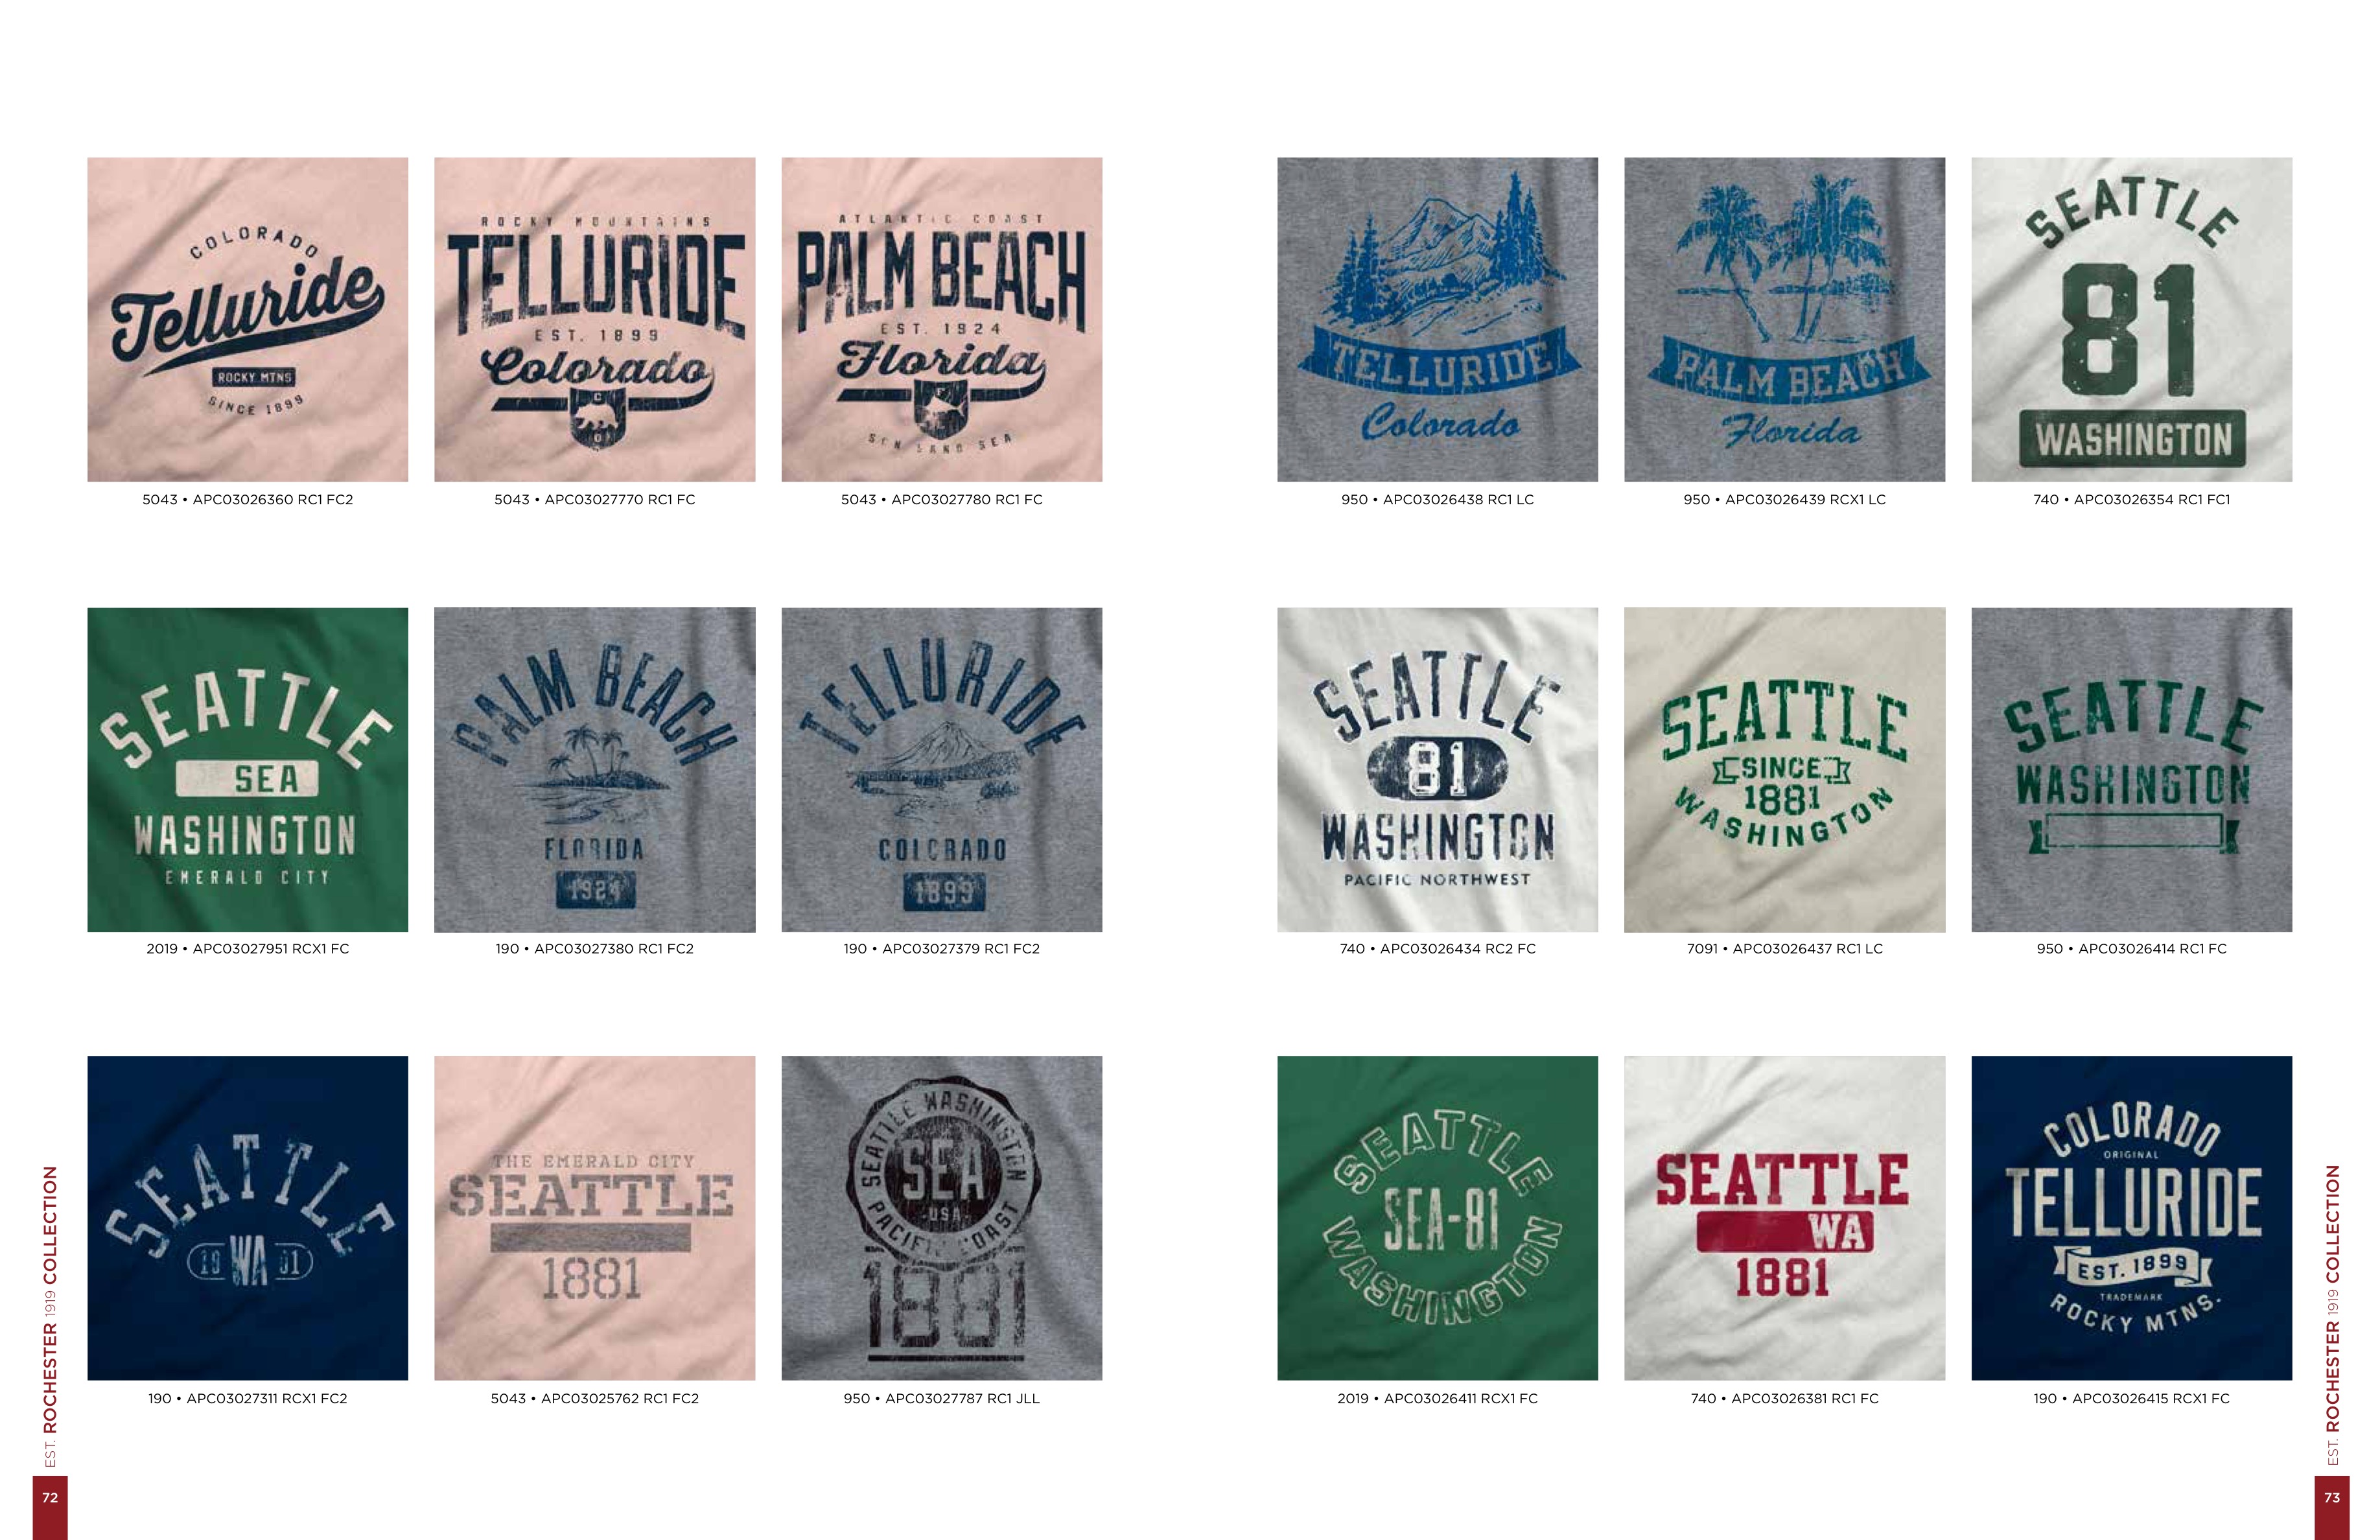 COLORADO
Telluride
ROCKY MTNS
SINCE 1899
5043 • APC03026360 RC1 FC2
ROCKY MOUNTAINS
TELLURIDE
EST. 1899
Colorado
C
O
5043 • APC03027770 RC1 FC
ATLANTIC COAST
PALM BEACH
EST. 1924
Florida
F
SUN SAND SEA
5043 • APC03027780 RC1 FC
SEATTLE
SEA
WASHINGTON
EMERALD CITY
2019 • APC03027951 RCX1 FC
PALM BEACH
FLORIDA
1924
190 • APC03027380 RC1 FC2
TELLURIDE
COLORADO
1899
190 • APC03027379 RC1 FC2
SEATTLE
18 WA 81
190 • APC03027311 RCX1 FC2
THE EMERALD CITY
SEATTLE
1881
5043 • APC03025762 RC1 FC2
SEATTLE WASHINGTON
SEA
-USA-
PACIFIC COAST
1881
950 • APC03027787 RC1 JLL
EST. ROCHESTER 1919 COLLECTION
72
TELLURIDE
Colorado
950 • APC03026438 RC1 LC
PALM BEACH
Florida
950 • APC03026439 RCX1 LC
SEATTLE
81
WASHINGTON
740 • APC03026354 RC1 FC1
SEATTLE
81
WASHINGTON
PACIFIC NORTHWEST
740 • APC03026434 RC2 FC
SEATTLE
SINCE
1881
WASHINGTON
7091 • APC03026437 RC1 LC
SEATTLE
WASHINGTON
950 • APC03026414 RC1 FC
SEATTLE
SEA-81
WASHINGTON
2019 • APC03026411 RCX1 FC
SEATTLE
WA
1881
740 • APC03026381 RC1 FC
COLORADO
ORIGINAL
TELLURIDE
EST. 1899
TRADEMARK
ROCKY MTNS.
190 • APC03026415 RCX1 FC
EST. ROCHESTER 1919 COLLECTION
73